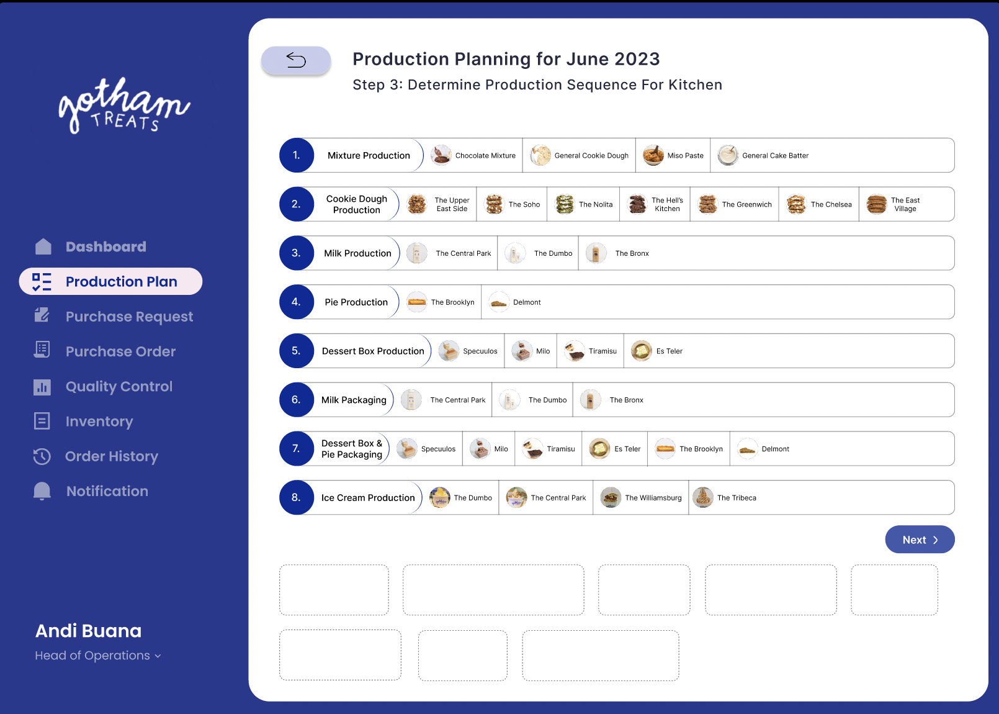 gotham
TREATS
Dashboard
Production Plan
Purchase Request
Purchase Order
Quality Control
Inventory
Order History
Notification
Andi Buana
Head of Operations
Production Planning for June 2023
Step 3: Determine Production Sequence For Kitchen
1. Mixture Production Chocolate Mixture General Cookie Dough Miso Paste General Cake Batter
2. Cookie Dough Production The Upper East Side The Soho The Nolita The Hell's Kitchen The Greenwich The Chelsea The East Village
3. Milk Production The Central Park The Dumbo The Bronx
4. Pie Production The Brooklyn Delmont
5. Dessert Box Production Specuulos Milo Tiramisu Es Teler
6. Milk Packaging The Central Park The Dumbo The Bronx
7. Dessert Box & Pie Packaging Specuulos Milo Tiramisu Es Teler The Brooklyn Delmont
8. Ice Cream Production The Dumbo The Central Park The Williamsburg The Tribeca
Next